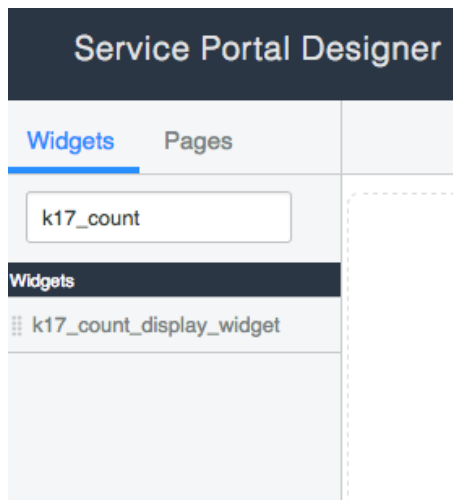 Service Portal Designer
Widgets Pages
k17_count
Widgets
k17_count_display_widget